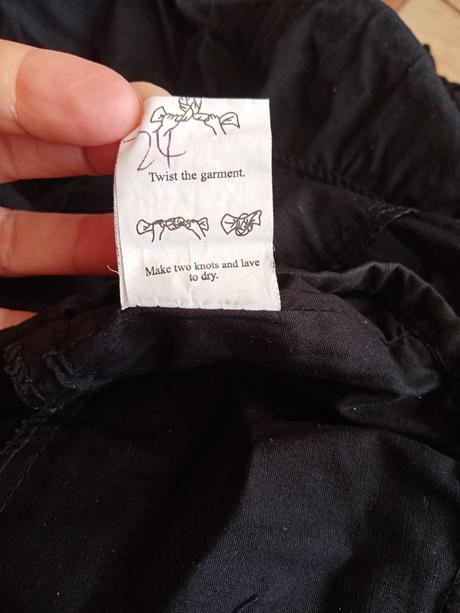 24
Twist the garment.
Make two knots and lave
to dry.